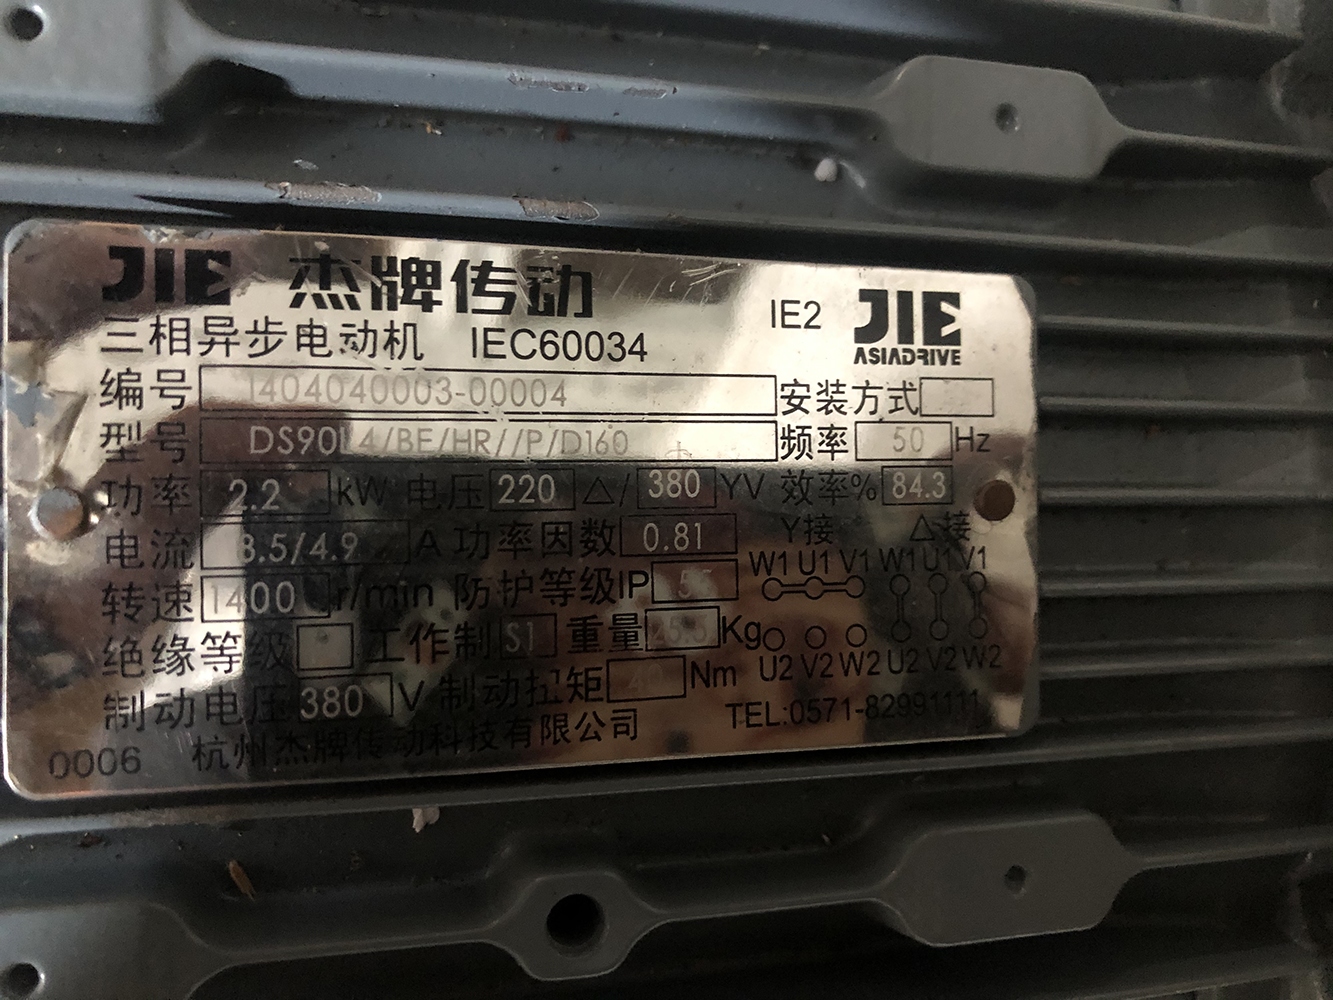 JIE 杰牌传动 IE2 JIE
ASIADRIVE
三相异步电动机 IEC60034
编号 1404040003-00004 安装方式
型号 /BE/HR//P/D160 频率 50 Hz
功率 2.2 kW 电压 220 △/ 380 YV 效率% 84.3
电流 8.5/4.9 A 功率因数 0.81 Y接 △接
转速 1400 r/min 防护等级IP W1 U1 V1 W1 U1 V1
绝缘等级 工作制 S1 重量 Kg
U2 V2 W2 U2 V2 W2
制动电压 380 V 制动扭矩 40 Nm
TEL:0571-82991111
0006 杭州杰牌传动科技有限公司